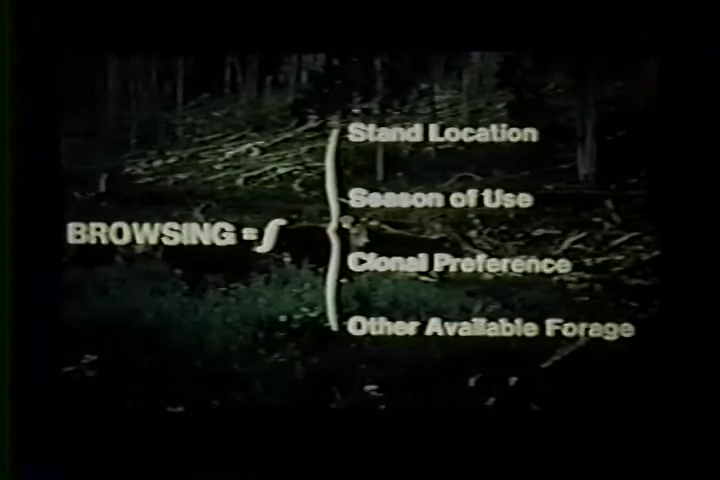 BROWSING = ∫
Stand Location
Season of Use
Clonal Preference
Other Available Forage